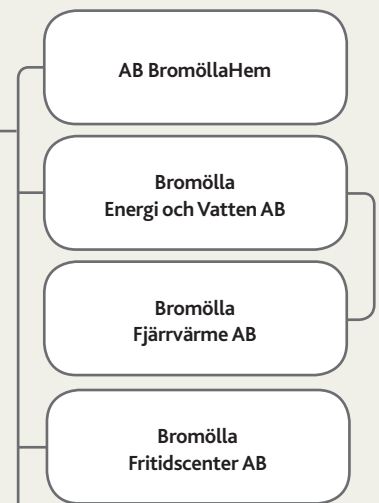 AB BromöllaHem
Bromölla
Energi och Vatten AB
Bromölla
Fjärrvärme AB
Bromölla
Fritidscenter AB